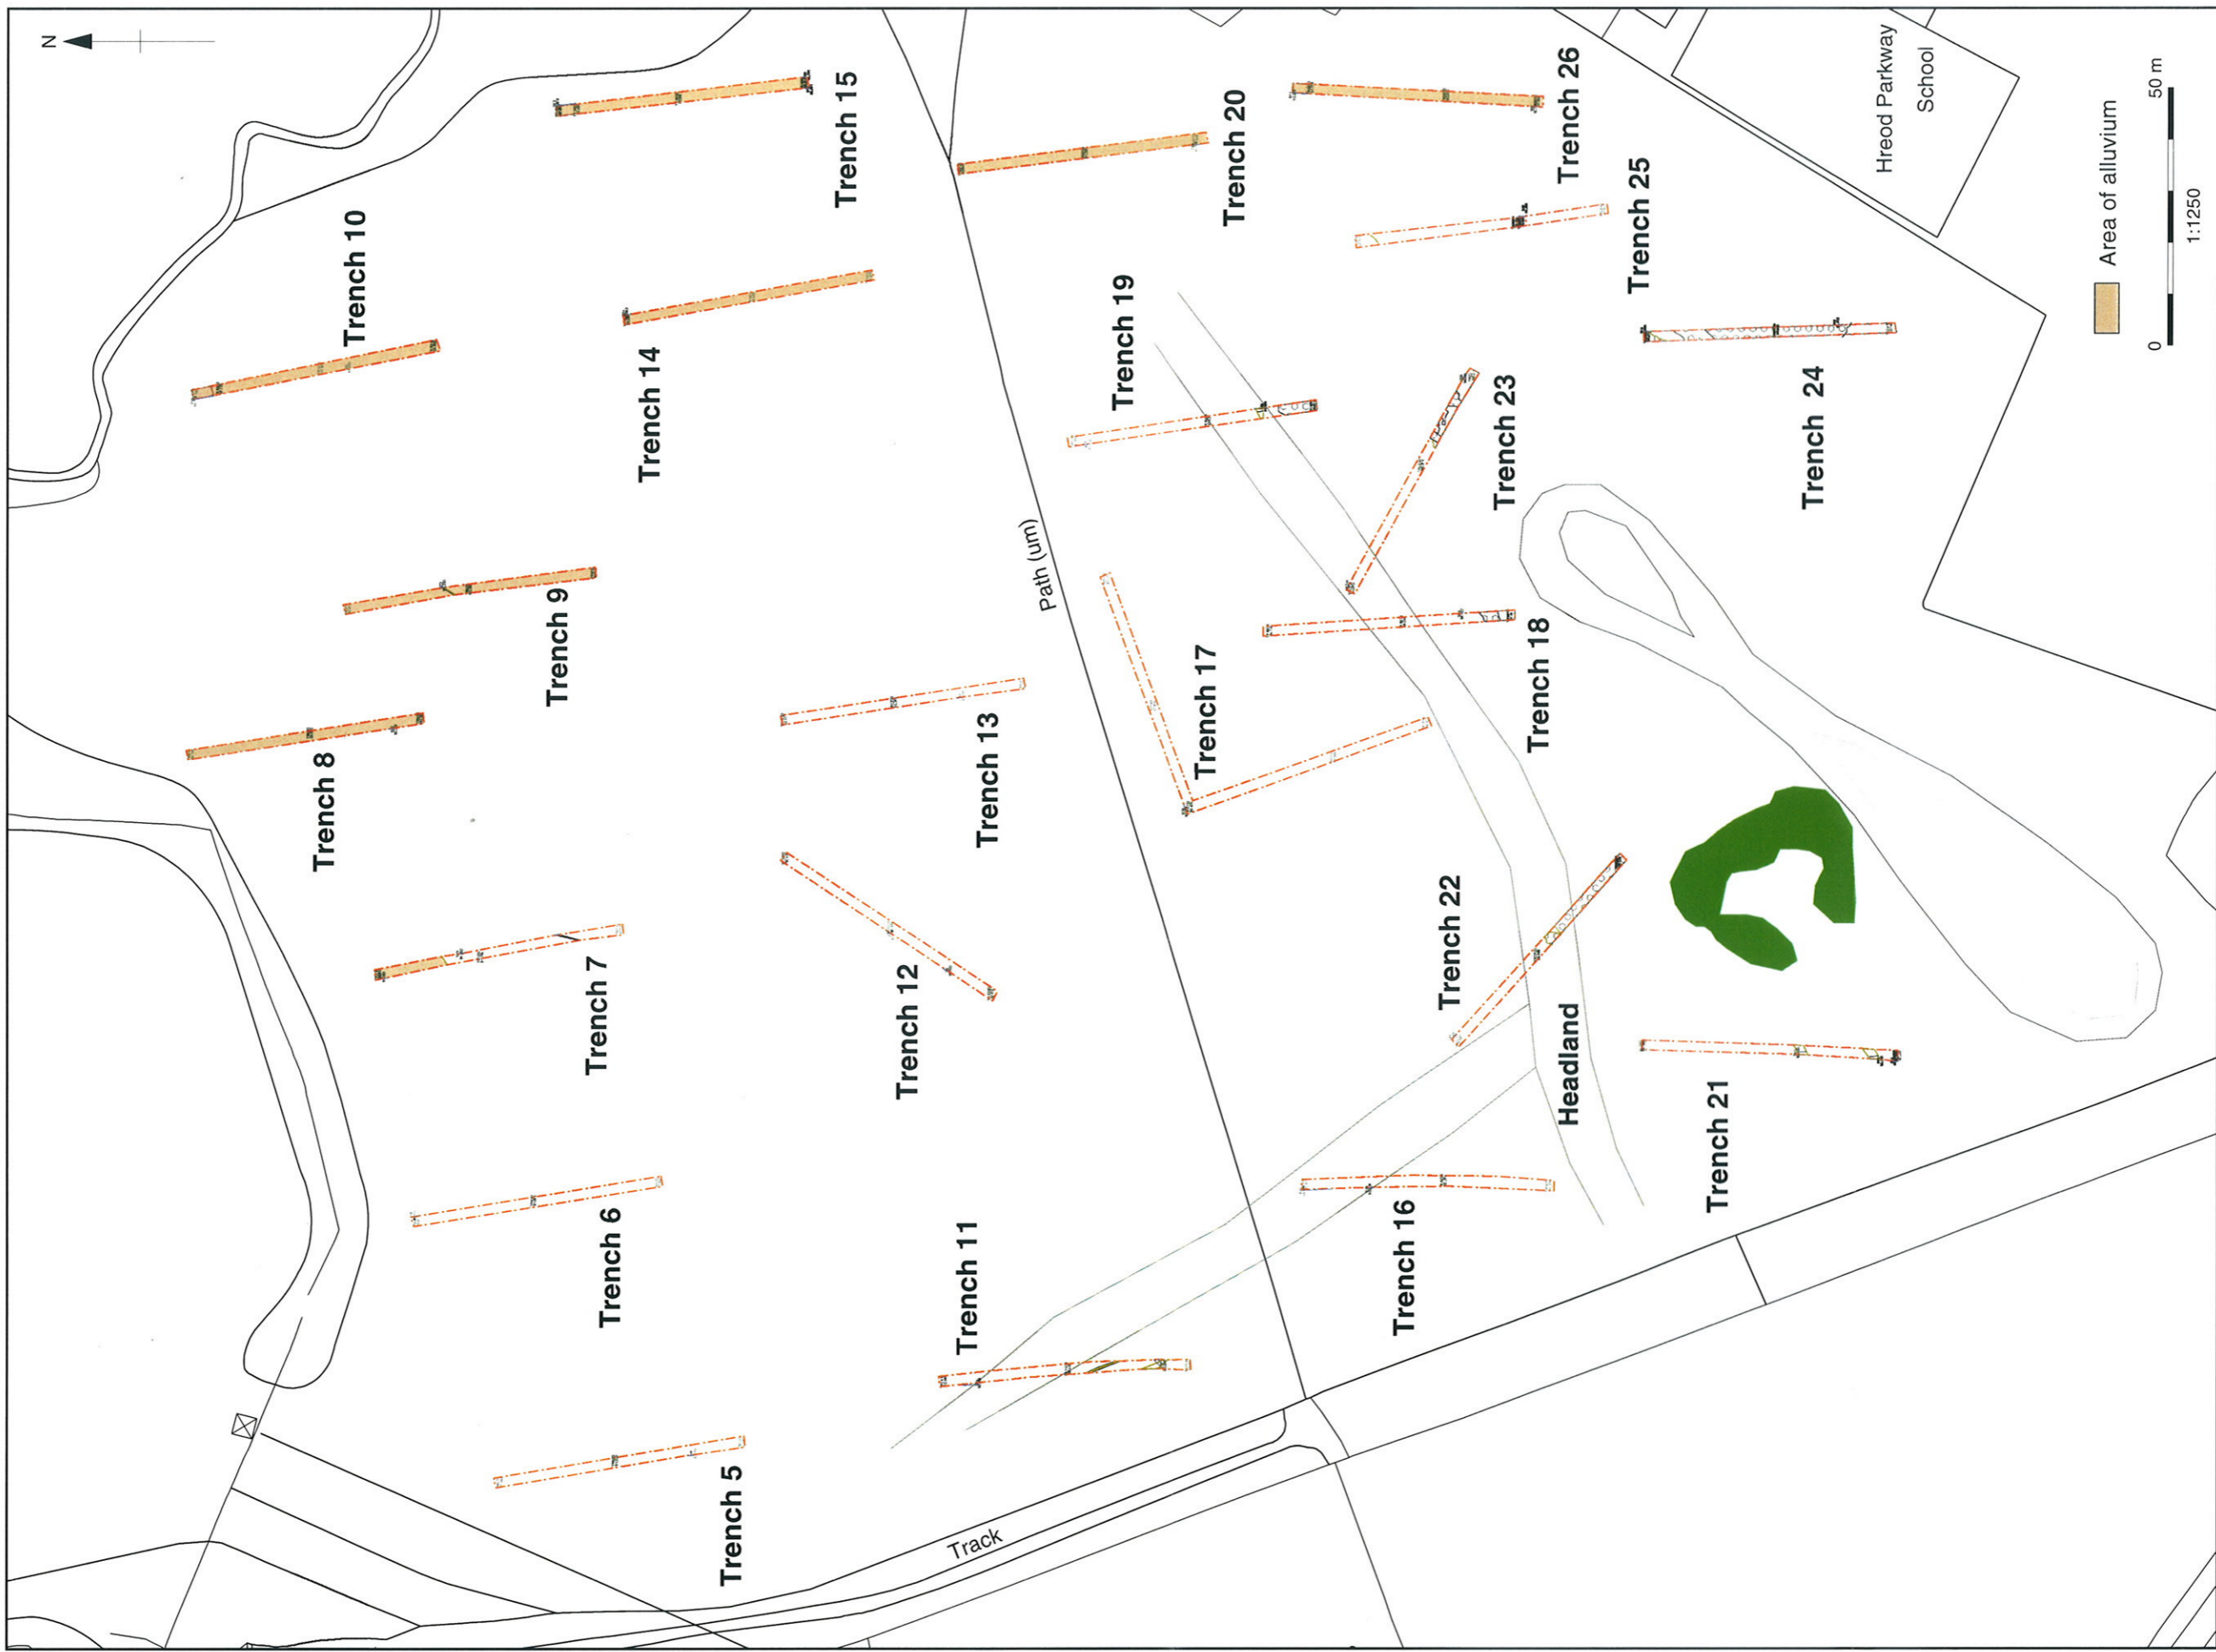 N
Trench 15
Trench 10
Trench 14
Trench 9
Trench 8
Trench 13
Trench 7
Trench 12
Trench 6
Trench 11
Trench 5
Track
Path (um)
Trench 20
Trench 26
Trench 25
Trench 19
Trench 23
Trench 24
Trench 17
Trench 18
Trench 22
Headland
Trench 21
Trench 16
Hreod Parkway
School
Area of alluvium
0
50 m
1:1250